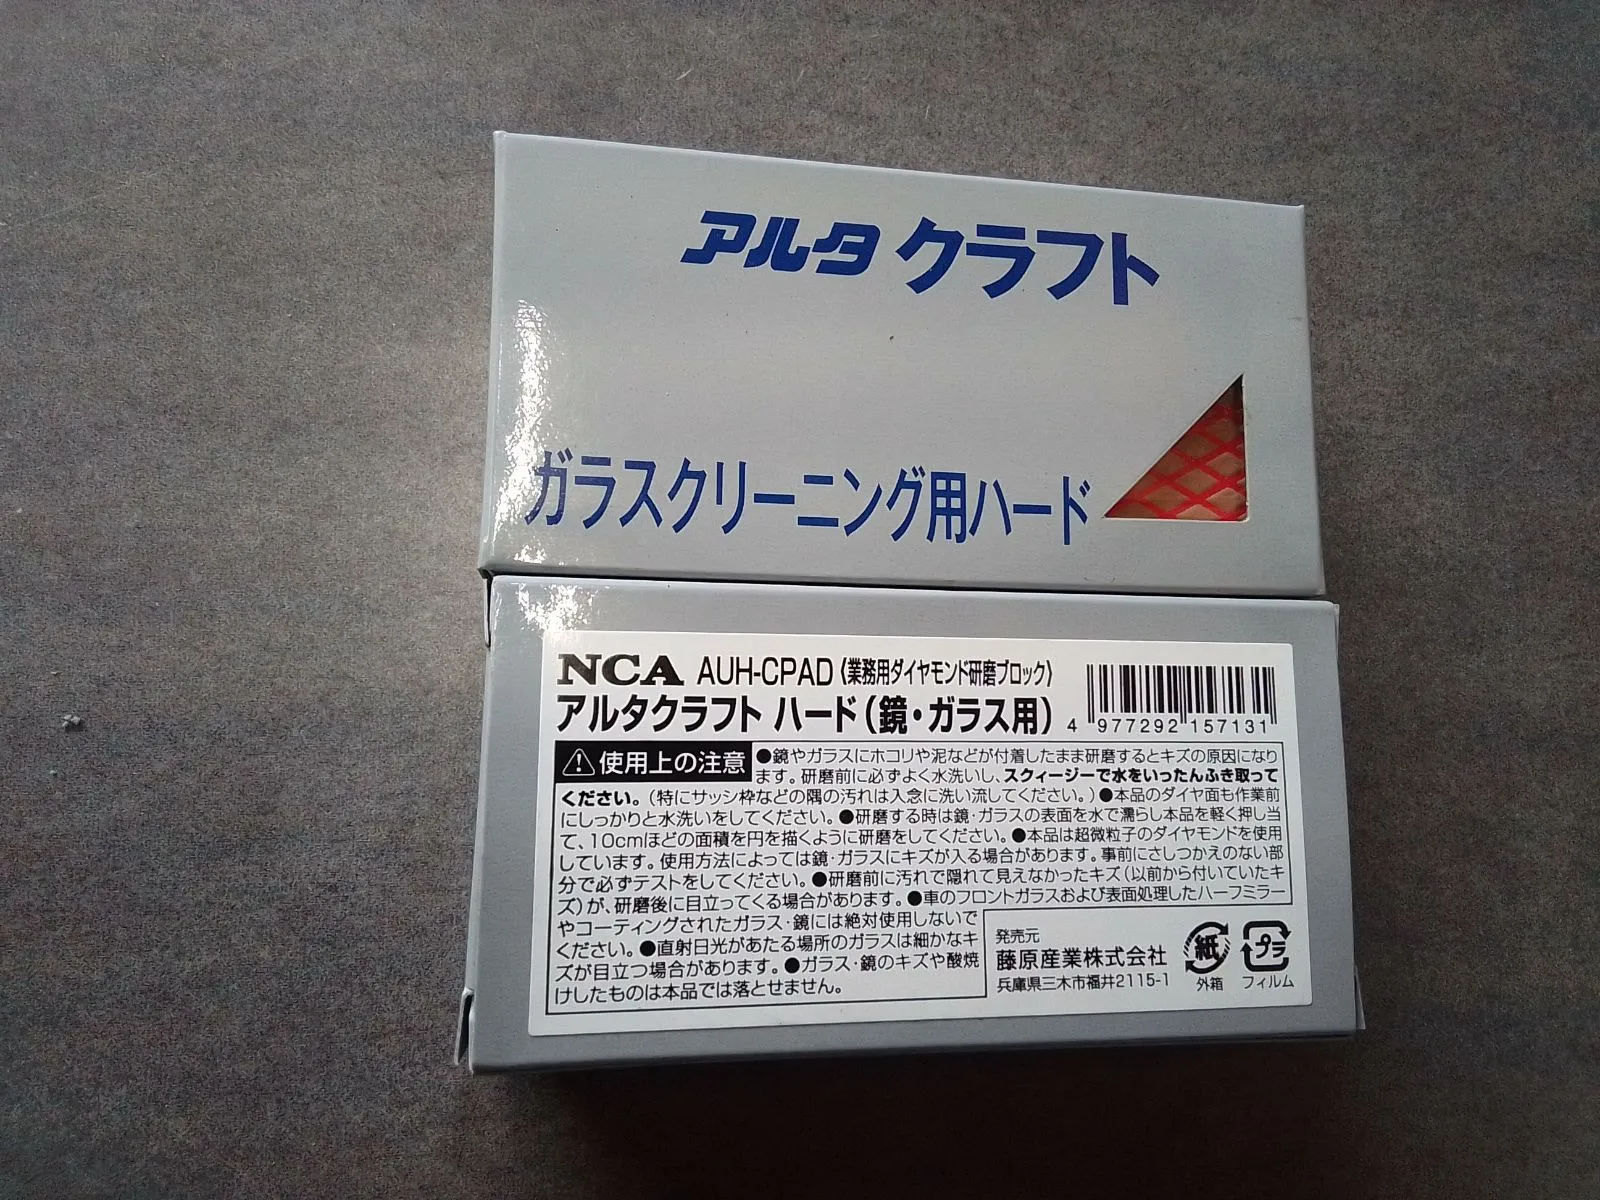 アルタ クラフト
ガラスクリーニング用ハード
NCA AUH-CPAD〈業務用ダイヤモンド研磨ブロック〉
アルタクラフト ハード（鏡・ガラス用）
4 977292 157131
使用上の注意
●鏡やガラスにホコリや泥などが付着したまま研磨するとキズの原因になり
ます。研磨前に必ずよく水洗いし、スクィージーで水をいったんふき取って
ください。（特にサッシ枠などの隅の汚れは入念に洗い流してください。）●本品のダイヤ面も作業前
にしっかりと水洗いをしてください。●研磨する時は鏡・ガラスの表面を水で濡らし本品を軽く押し当
て、10cmほどの面積を円を描くように研磨をしてください。●本品は超微粒子のダイヤモンドを使用
しています。使用方法によっては鏡・ガラスにキズが入る場合があります。事前にさしつかえのない部
分で必ずテストをしてください。●研磨前に汚れで隠れて見えなかったキズ（以前から付いていたキ
ズ）が、研磨後に目立ってくる場合があります。●車のフロントガラスおよび表面処理したハーフミラー
やコーティングされたガラス・鏡には絶対使用しないで
ください。●直射日光があたる場所のガラスは細かなキ
ズが目立つ場合があります。●ガラス・鏡のキズや酸焼
けしたものは本品では落とせません。
発売元
藤原産業株式会社
兵庫県三木市福井2115-1
紙
外箱
プラ
フィルム